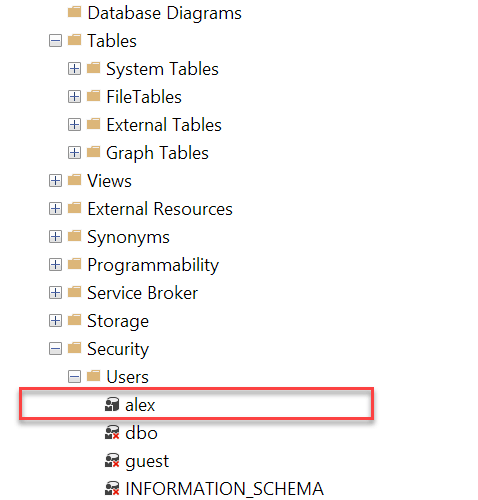 Database Diagrams
Tables
System Tables
FileTables
External Tables
Graph Tables
Views
External Resources
Synonyms
Programmability
Service Broker
Storage
Security
Users
alex
dbo
guest
INFORMATION_SCHEMA